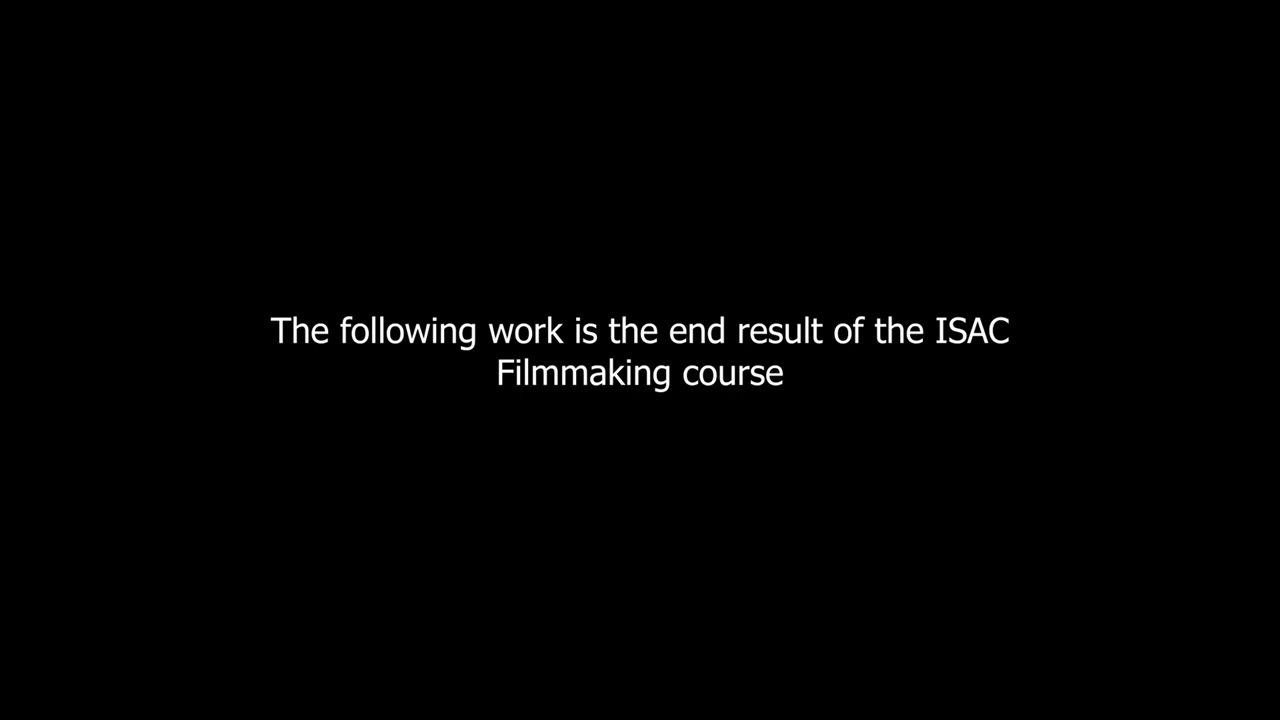 The following work is the end result of the ISAC
Filmmaking course